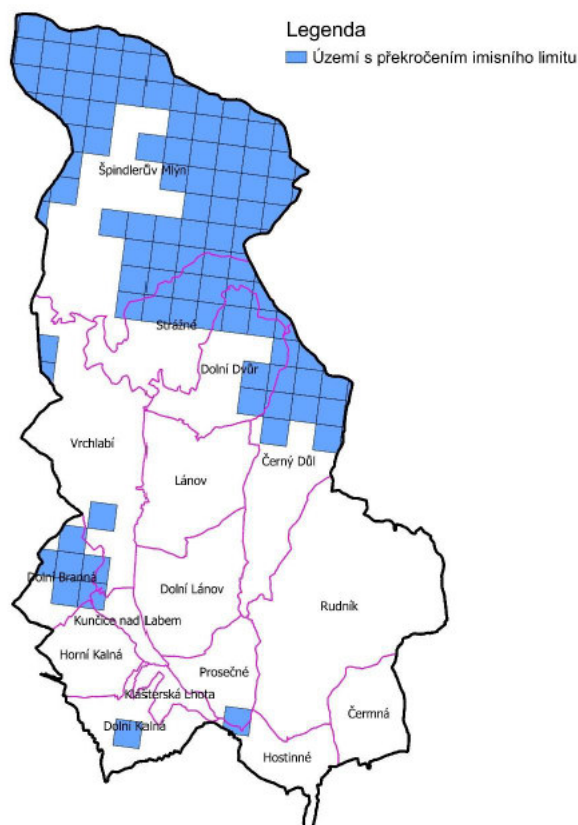 Legenda
Území s překročením imisního limitu
Špindlerův Mlýn
Strážné
Dolní Dvůr
Vrchlabí
Lánov
Černý Důl
Dolní Branná
Dolní Lánov
Rudník
Kunčice nad Labem
Horní Kalná
Prosečné
Klášterská Lhota
Čermná
Dolní Kalná
Hostinné